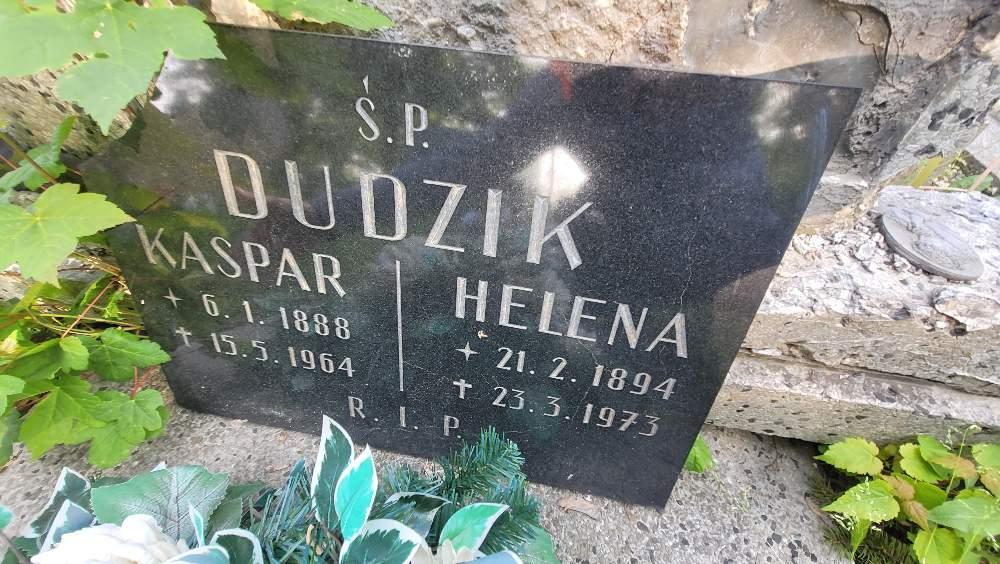 Ś.P.
DUDZIK
KASPAR
✦ 6.1.1888
✝ 15.5.1964
HELENA
✦ 21.2.1894
✝ 23.3.1973
R.I.P.